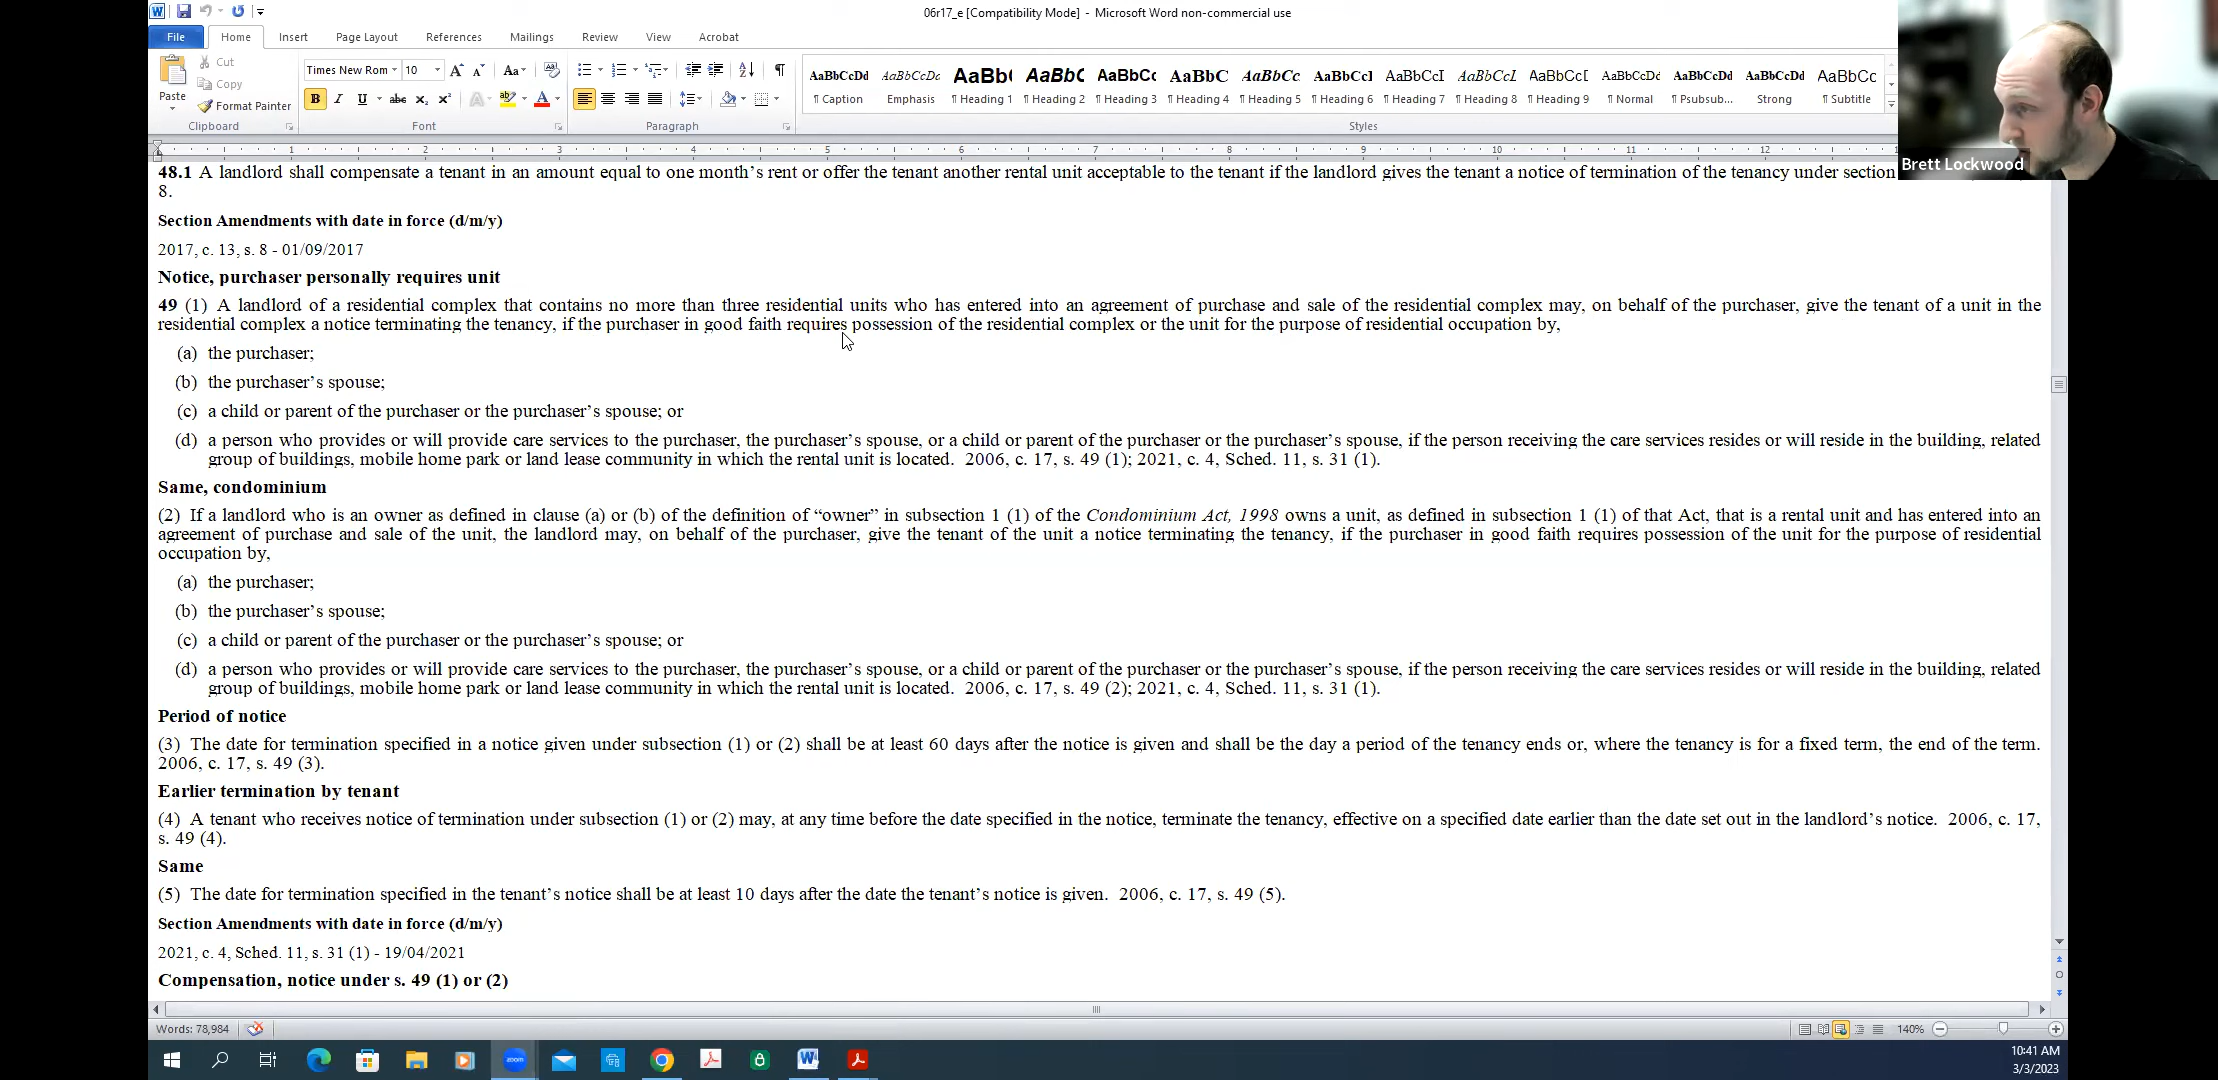 06r17_e [Compatibility Mode] - Microsoft Word non-commercial use
File Home Insert Page Layout References Mailings Review View Acrobat
Cut
Copy
Paste
Format Painter
Times New Rom 10
AaBbCcDd AaBbCcDc AaBbC AaBbC AaBbCc AaBbC AaBbCc AaBbCcI AaBbCcI AaBbCcI AaBbCcD AaBbCcDd AaBbCcDd AaBbCcDd AaBbCc
¶ Caption Emphasis ¶ Heading 1 ¶ Heading 2 ¶ Heading 3 ¶ Heading 4 ¶ Heading 5 ¶ Heading 6 ¶ Heading 7 ¶ Heading 8 ¶ Heading 9 ¶ Normal ¶ Psubsub... Strong ¶ Subtitle
Clipboard Font Paragraph Styles
1 2 3 4 5 6 7 8 9 10 11 12
Brett Lockwood
48.1 A landlord shall compensate a tenant in an amount equal to one month’s rent or offer the tenant another rental unit acceptable to the tenant if the landlord gives the tenant a notice of termination of the tenancy under section
8.
Section Amendments with date in force (d/m/y)
2017, c. 13, s. 8 - 01/09/2017
Notice, purchaser personally requires unit
49 (1) A landlord of a residential complex that contains no more than three residential units who has entered into an agreement of purchase and sale of the residential complex may, on behalf of the purchaser, give the tenant of a unit in the
residential complex a notice terminating the tenancy, if the purchaser in good faith requires possession of the residential complex or the unit for the purpose of residential occupation by,
(a) the purchaser;
(b) the purchaser’s spouse;
(c) a child or parent of the purchaser or the purchaser’s spouse; or
(d) a person who provides or will provide care services to the purchaser, the purchaser’s spouse, or a child or parent of the purchaser or the purchaser’s spouse, if the person receiving the care services resides or will reside in the building, related
group of buildings, mobile home park or land lease community in which the rental unit is located. 2006, c. 17, s. 49 (1); 2021, c. 4, Sched. 11, s. 31 (1).
Same, condominium
(2) If a landlord who is an owner as defined in clause (a) or (b) of the definition of “owner” in subsection 1 (1) of the Condominium Act, 1998 owns a unit, as defined in subsection 1 (1) of that Act, that is a rental unit and has entered into an
agreement of purchase and sale of the unit, the landlord may, on behalf of the purchaser, give the tenant of the unit a notice terminating the tenancy, if the purchaser in good faith requires possession of the unit for the purpose of residential
occupation by,
(a) the purchaser;
(b) the purchaser’s spouse;
(c) a child or parent of the purchaser or the purchaser’s spouse; or
(d) a person who provides or will provide care services to the purchaser, the purchaser’s spouse, or a child or parent of the purchaser or the purchaser’s spouse, if the person receiving the care services resides or will reside in the building, related
group of buildings, mobile home park or land lease community in which the rental unit is located. 2006, c. 17, s. 49 (2); 2021, c. 4, Sched. 11, s. 31 (1).
Period of notice
(3) The date for termination specified in a notice given under subsection (1) or (2) shall be at least 60 days after the notice is given and shall be the day a period of the tenancy ends or, where the tenancy is for a fixed term, the end of the term.
2006, c. 17, s. 49 (3).
Earlier termination by tenant
(4) A tenant who receives notice of termination under subsection (1) or (2) may, at any time before the date specified in the notice, terminate the tenancy, effective on a specified date earlier than the date set out in the landlord’s notice. 2006, c. 17,
s. 49 (4).
Same
(5) The date for termination specified in the tenant’s notice shall be at least 10 days after the date the tenant’s notice is given. 2006, c. 17, s. 49 (5).
Section Amendments with date in force (d/m/y)
2021, c. 4, Sched. 11, s. 31 (1) - 19/04/2021
Compensation, notice under s. 49 (1) or (2)
Words: 78,984
140%
zoom
10:41 AM
3/3/2023